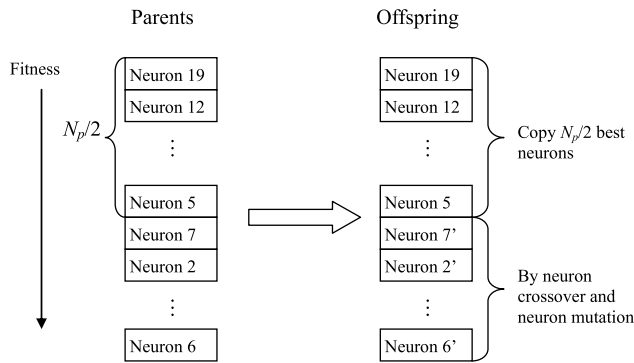 Parents
Offspring
Fitness
Neuron 19
Neuron 12
⋮
Neuron 5
Neuron 7
Neuron 2
⋮
Neuron 6
Np/2
Neuron 19
Neuron 12
⋮
Neuron 5
Neuron 7’
Neuron 2’
⋮
Neuron 6’
Copy Np/2 best
neurons
By neuron
crossover and
neuron mutation